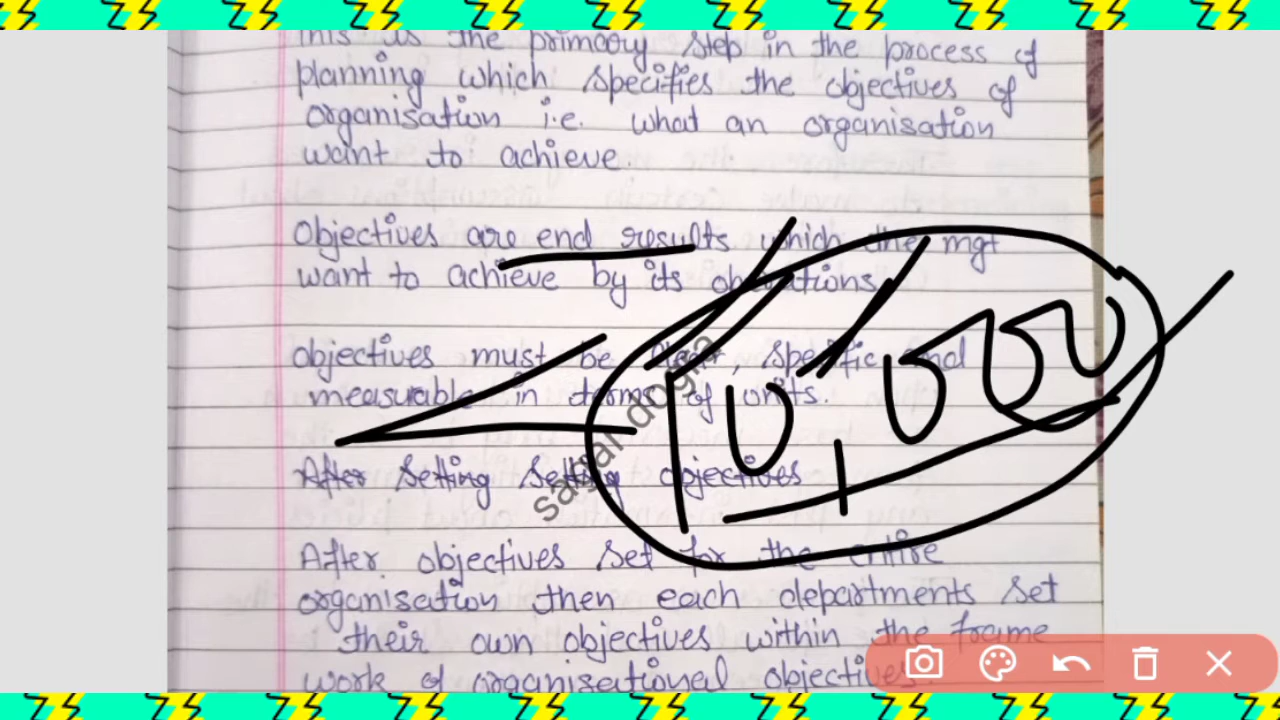 This is the primary step in the process of
planning which specifies the objectives of
organisation i.e. what an organisation
want to achieve.
Objectives are end results which the mgt
want to achieve by its operations.
objectives must be clear, specific and
measurable in terms of units.
10,000
After Setting Setting objectives
After objectives set for the entire
organisation then each departments set
their own objectives within the frame
work of organisational objectives.